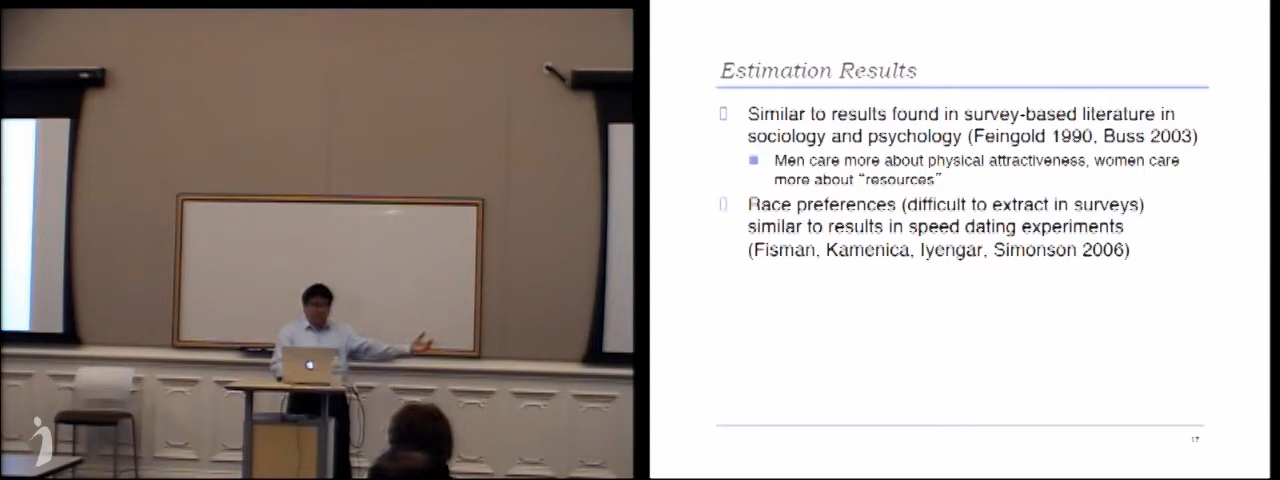 Estimation Results
Similar to results found in survey-based literature in
sociology and psychology (Feingold 1990, Buss 2003)
Men care more about physical attractiveness, women care
more about “resources”
Race preferences (difficult to extract in surveys)
similar to results in speed dating experiments
(Fisman, Kamenica, Iyengar, Simonson 2006)
17